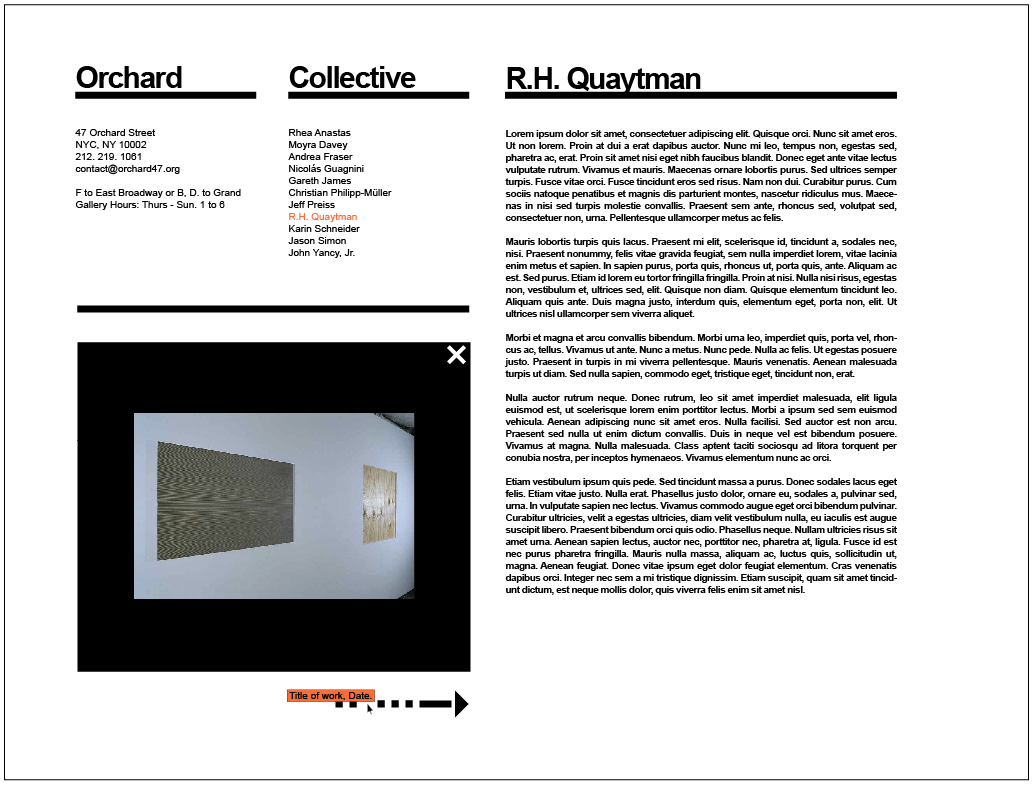 Orchard
47 Orchard Street
NYC, NY 10002
212. 219. 1061
contact@orchard47.org
F to East Broadway or B, D. to Grand
Gallery Hours: Thurs - Sun. 1 to 6
Collective
Rhea Anastas
Moyra Davey
Andrea Fraser
Nicolás Guagnini
Gareth James
Christian Philipp-Müller
Jeff Preiss
R.H. Quaytman
Karin Schneider
Jason Simon
John Yancy, Jr.
Title of work, Date.
R.H. Quaytman
Lorem ipsum dolor sit amet, consectetuer adipiscing elit. Quisque orci. Nunc sit amet eros.
Ut non lorem. Proin at dui a erat dapibus auctor. Nunc mi leo, tempus non, egestas sed,
pharetra ac, erat. Proin sit amet nisi eget nibh faucibus blandit. Donec eget ante vitae lectus
vulputate rutrum. Vivamus et mauris. Maecenas ornare lobortis purus. Sed ultrices semper
turpis. Fusce vitae orci. Fusce tincidunt eros sed risus. Nam non dui. Curabitur purus. Cum
sociis natoque penatibus et magnis dis parturient montes, nascetur ridiculus mus. Maece-
nas in nisi sed turpis molestie convallis. Praesent sem ante, rhoncus sed, volutpat sed,
consectetuer non, urna. Pellentesque ullamcorper metus ac felis.
Mauris lobortis turpis quis lacus. Praesent mi elit, scelerisque id, tincidunt a, sodales nec,
nisi. Praesent nonummy, felis vitae gravida feugiat, sem nulla imperdiet lorem, vitae lacinia
enim metus et sapien. In sapien purus, porta quis, rhoncus ut, porta quis, ante. Aliquam ac
est. Sed purus. Etiam id lorem eu tortor fringilla fringilla. Proin at nisi. Nulla nisi risus, egestas
non, vestibulum et, ultrices sed, elit. Quisque non diam. Quisque elementum tincidunt leo.
Aliquam quis ante. Duis magna justo, interdum quis, elementum eget, porta non, elit. Ut
ultrices nisl ullamcorper sem viverra aliquet.
Morbi et magna et arcu convallis bibendum. Morbi urna leo, imperdiet quis, porta vel, rhon-
cus ac, tellus. Vivamus ut ante. Nunc a metus. Nunc pede. Nulla ac felis. Ut egestas posuere
justo. Praesent in turpis in mi viverra pellentesque. Mauris venenatis. Aenean malesuada
turpis ut diam. Sed nulla sapien, commodo eget, tristique eget, tincidunt non, erat.
Nulla auctor rutrum neque. Donec rutrum, leo sit amet imperdiet malesuada, elit ligula
euismod est, ut scelerisque lorem enim porttitor lectus. Morbi a ipsum sed sem euismod
vehicula. Aenean adipiscing nunc sit amet eros. Nulla facilisi. Sed auctor est non arcu.
Praesent sed nulla ut enim dictum convallis. Duis in neque vel est bibendum posuere.
Vivamus at magna. Nulla malesuada. Class aptent taciti sociosqu ad litora torquent per
conubia nostra, per inceptos hymenaeos. Vivamus elementum nunc ac orci.
Etiam vestibulum ipsum quis pede. Sed tincidunt massa a purus. Donec sodales lacus eget
felis. Etiam vitae justo. Nulla erat. Phasellus justo dolor, ornare eu, sodales a, pulvinar sed,
urna. In vulputate sapien nec lectus. Vivamus commodo augue eget orci bibendum pulvinar.
Curabitur ultricies, velit a egestas ultricies, diam velit vestibulum nulla, eu iaculis est augue
suscipit libero. Praesent bibendum orci quis odio. Phasellus neque. Nullam ultricies risus sit
amet urna. Aenean sapien lectus, auctor nec, porttitor nec, pharetra at, ligula. Fusce id est
nec purus pharetra fringilla. Mauris nulla massa, aliquam ac, luctus quis, sollicitudin ut,
magna. Aenean feugiat. Donec vitae ipsum eget dolor feugiat elementum. Cras venenatis
dapibus orci. Integer nec sem a mi tristique dignissim. Etiam suscipit, quam sit amet tincid-
unt dictum, est neque mollis dolor, quis viverra felis enim sit amet nisl.